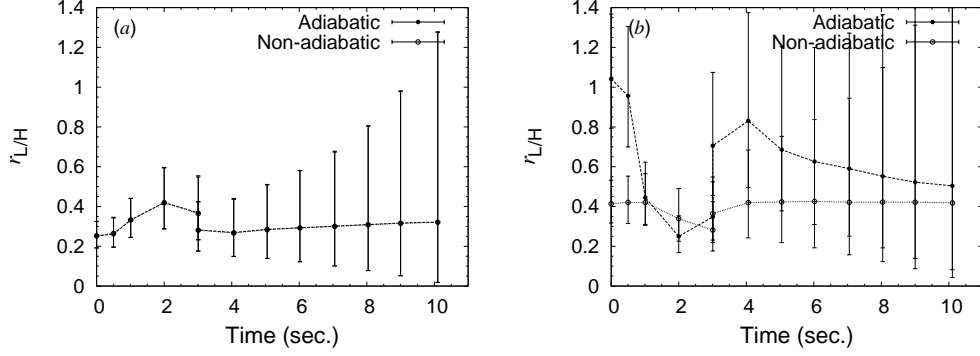 (a)
Adiabatic
Non-adiabatic
1.4
1.2
1
0.8
0.6
0.4
0.2
0
r_L/H
0 2 4 6 8 10
Time (sec.)
(b)
Adiabatic
Non-adiabatic
1.4
1.2
1
0.8
0.6
0.4
0.2
0
r_L/H
0 2 4 6 8 10
Time (sec.)